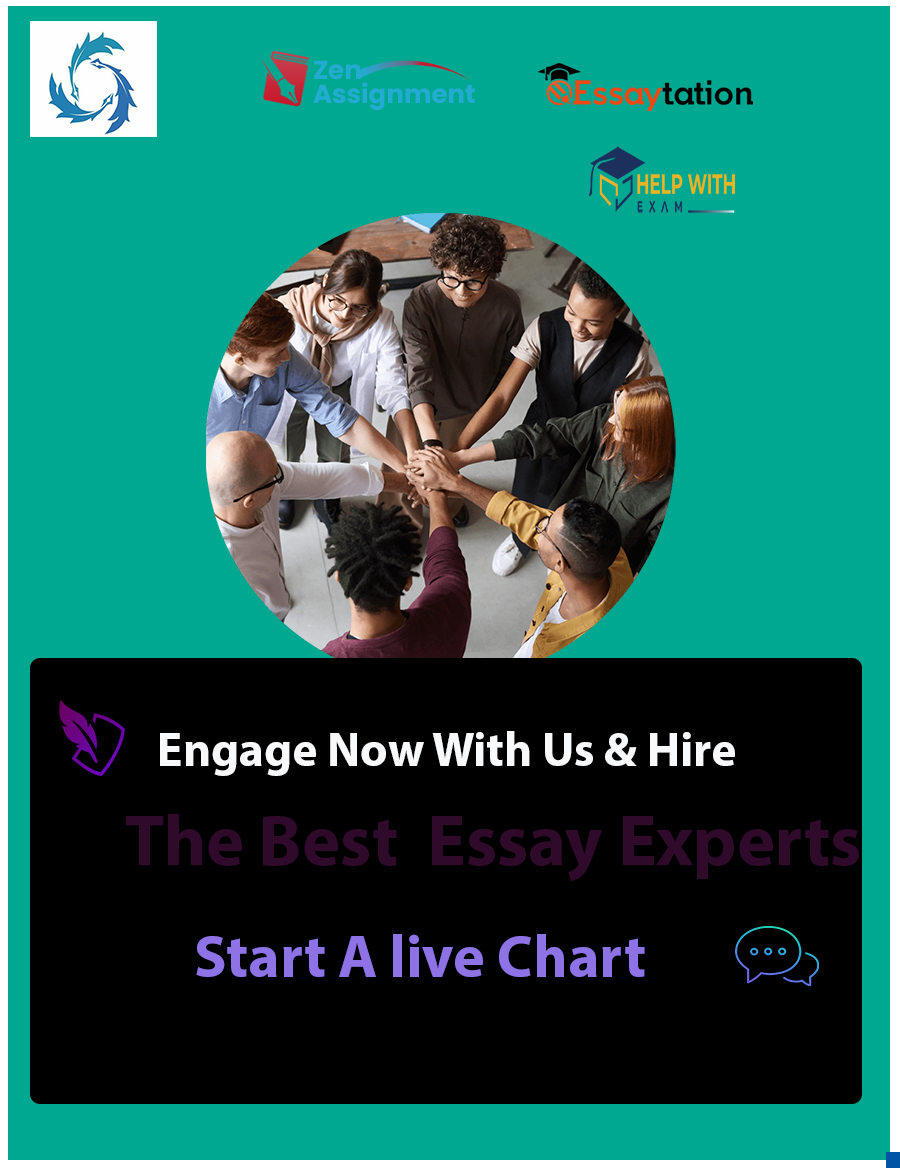 Zen
Assignment
Essaytation
HELP WITH
EXAM
Engage Now With Us & Hire
The Best Essay Experts
Start A live Chart